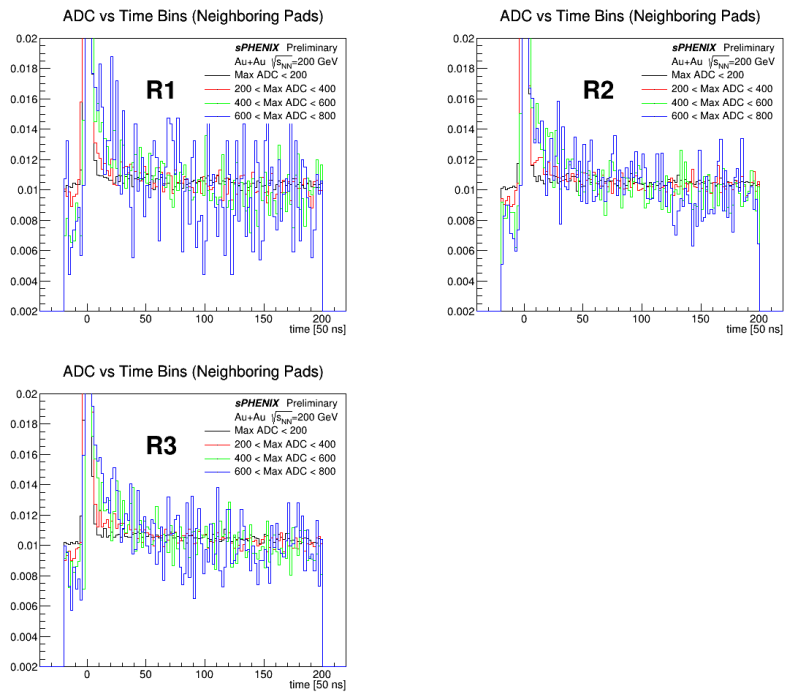 ADC vs Time Bins (Neighboring Pads)
0.02
0.018
0.016
0.014
0.012
0.01
0.008
0.006
0.004
0.002
0
50
100
150
200
time [50 ns]
sPHENIX Preliminary
Au+Au √sNN=200 GeV
Max ADC < 200
200 < Max ADC < 400
400 < Max ADC < 600
600 < Max ADC < 800
R1
ADC vs Time Bins (Neighboring Pads)
0.02
0.018
0.016
0.014
0.012
0.01
0.008
0.006
0.004
0.002
0
50
100
150
200
time [50 ns]
sPHENIX Preliminary
Au+Au √sNN=200 GeV
Max ADC < 200
200 < Max ADC < 400
400 < Max ADC < 600
600 < Max ADC < 800
R2
ADC vs Time Bins (Neighboring Pads)
0.02
0.018
0.016
0.014
0.012
0.01
0.008
0.006
0.004
0.002
0
50
100
150
200
time [50 ns]
sPHENIX Preliminary
Au+Au √sNN=200 GeV
Max ADC < 200
200 < Max ADC < 400
400 < Max ADC < 600
600 < Max ADC < 800
R3